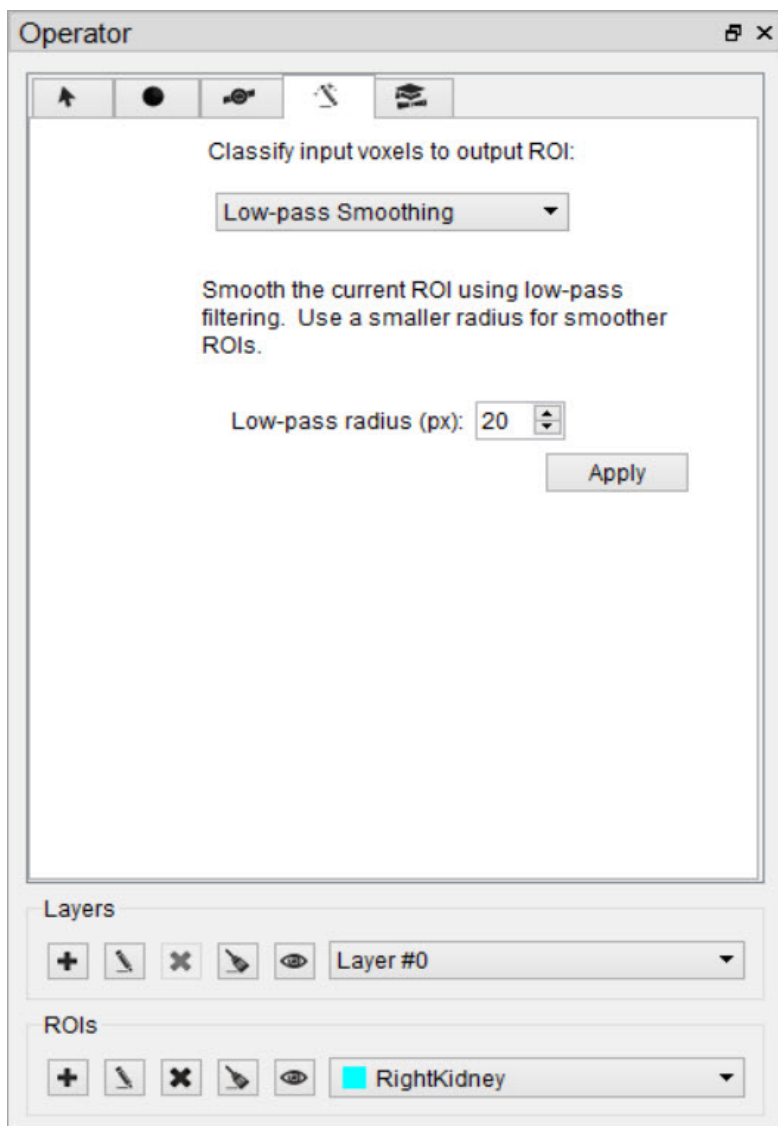 Operator
Classify input voxels to output ROI:
Low-pass Smoothing
Smooth the current ROI using low-pass
filtering.  Use a smaller radius for smoother
ROIs.
Low-pass radius (px): 20
Apply
Layers
Layer #0
ROIs
RightKidney